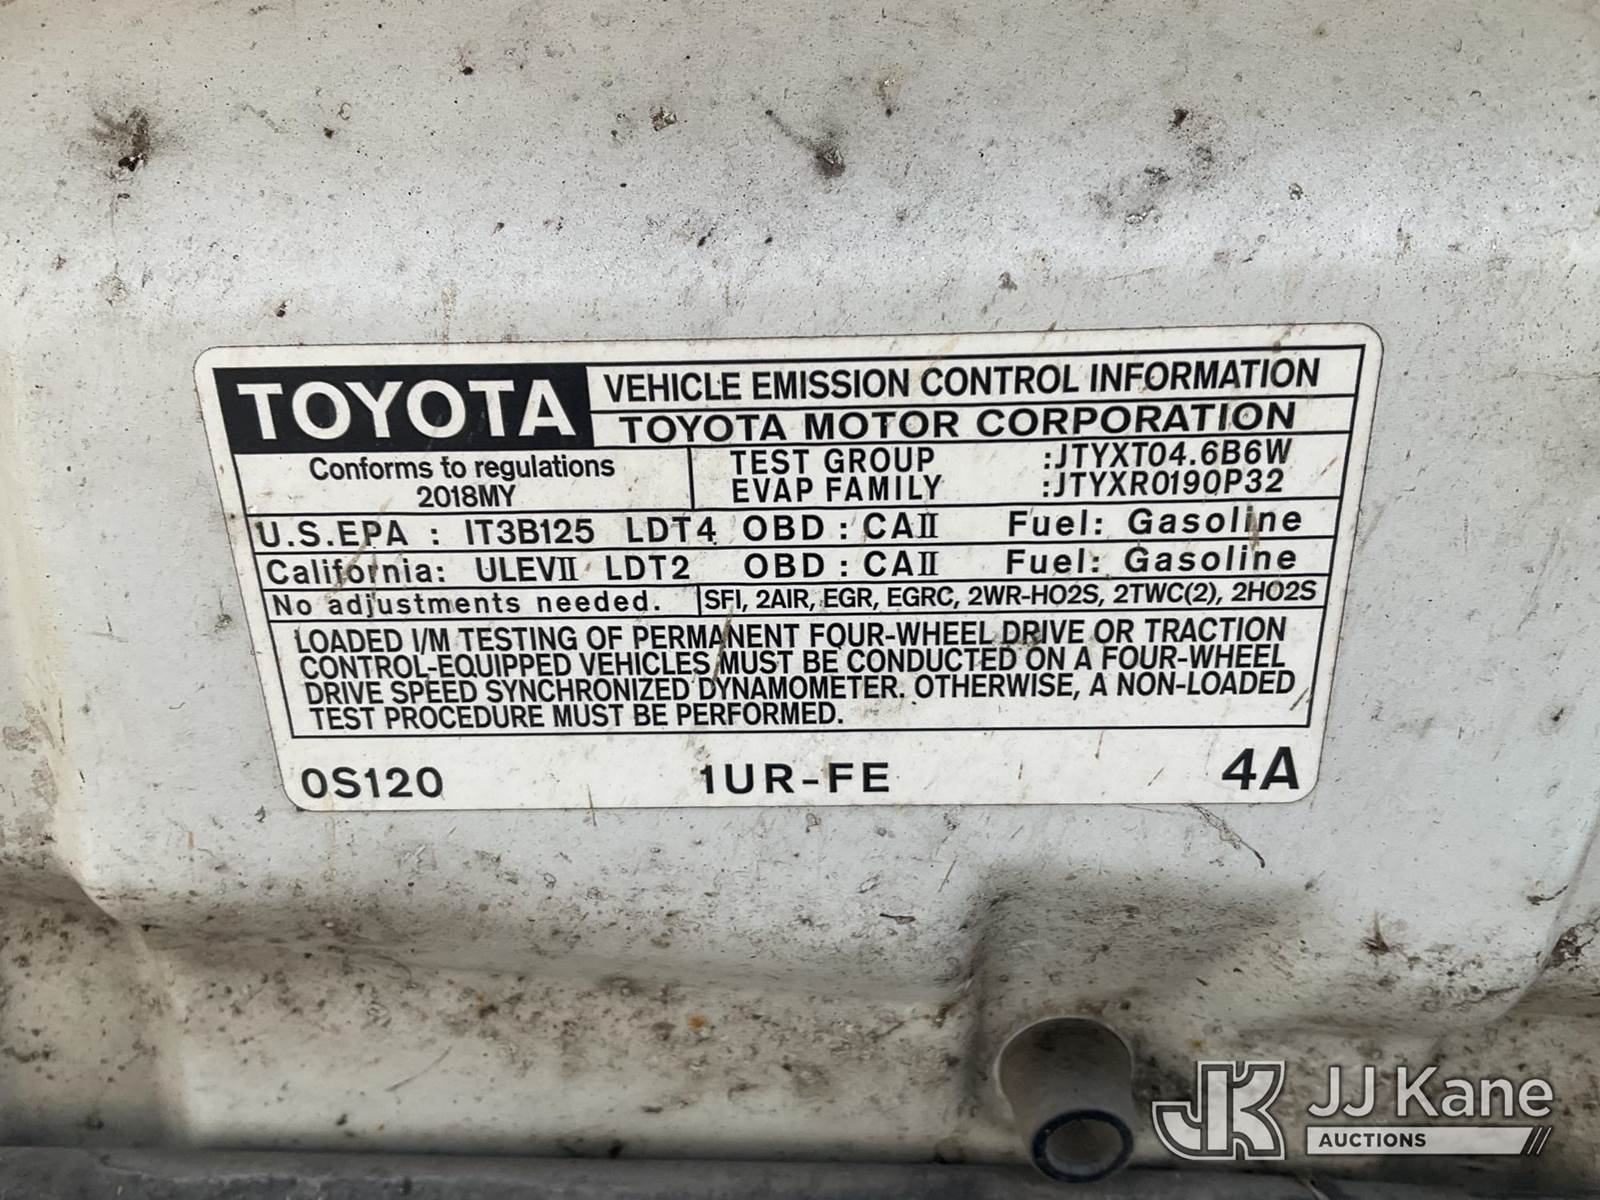 TOYOTA
VEHICLE EMISSION CONTROL INFORMATION
TOYOTA MOTOR CORPORATION
Conforms to regulations
2018MY
TEST GROUP :JTYXT04.6B6W
EVAP FAMILY :JTYXR0190P32
U.S.EPA : IT3B125 LDT4 OBD : CAII Fuel: Gasoline
California: ULEVII LDT2 OBD : CAII Fuel: Gasoline
No adjustments needed. SFI, 2AIR, EGR, EGRC, 2WR-HO2S, 2TWC(2), 2HO2S
LOADED I/M TESTING OF PERMANENT FOUR-WHEEL DRIVE OR TRACTION
CONTROL-EQUIPPED VEHICLES MUST BE CONDUCTED ON A FOUR-WHEEL
DRIVE SPEED SYNCHRONIZED DYNAMOMETER. OTHERWISE, A NON-LOADED
TEST PROCEDURE MUST BE PERFORMED.
0S120 1UR-FE 4A
JK JJ Kane
AUCTIONS